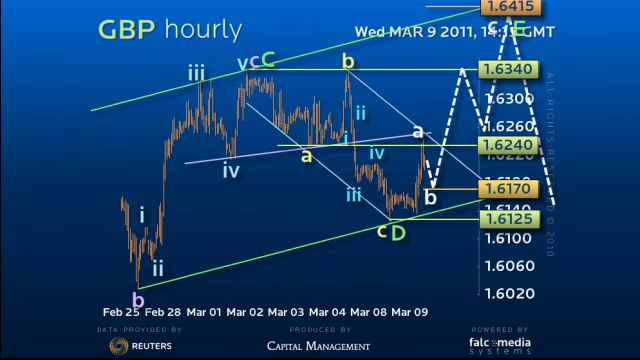 1.6415
GBP hourly
Wed MAR 9 2011, GMT
c E
iii
v c C
b
1.6340
1.6300
ii
a
1.6260
i
1.6240
a
iv
iv
b
1.6170
iii
i
c D
1.6125
1.6100
ii
1.6060
b
1.6020
Feb 25 Feb 28 Mar 01 Mar 02 Mar 03 Mar 04 Mar 08 Mar 09
ALL RIGHTS RESERVED © 2010
DATA PROVIDED BY
REUTERS
PRODUCED BY
CAPITAL MANAGEMENT
POWERED BY
falc media
systems